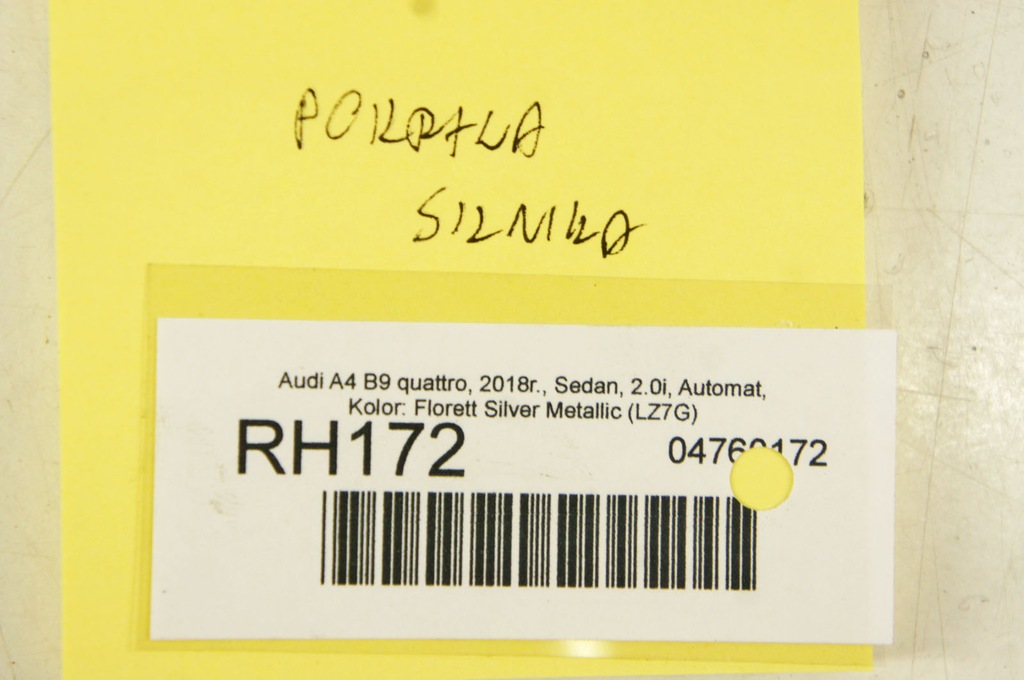 POKRYWA
SILNIKA
Audi A4 B9 quattro, 2018r., Sedan, 2.0i, Automat,
Kolor: Florett Silver Metallic (LZ7G)
RH172